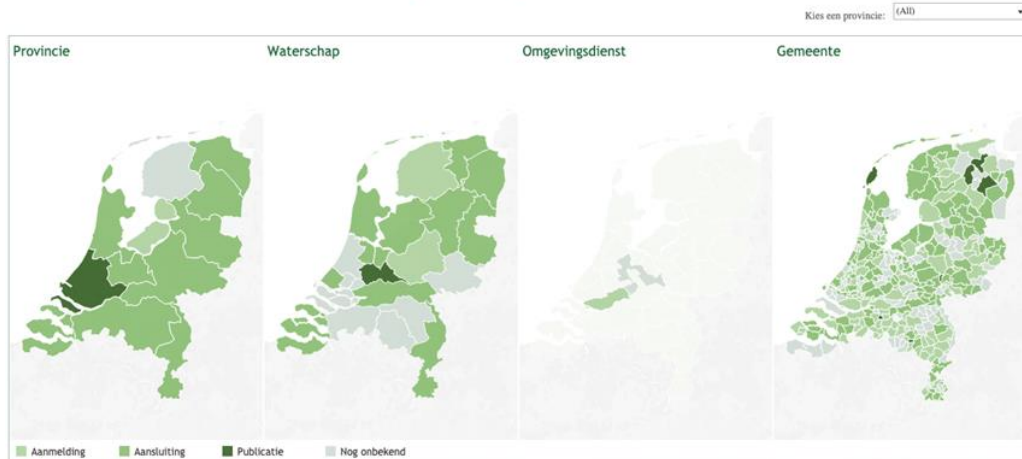 Kies een provincie: (All)
Provincie Waterschap Omgevingsdienst Gemeente
Aanmelding Aansluiting Publicatie Nog onbekend